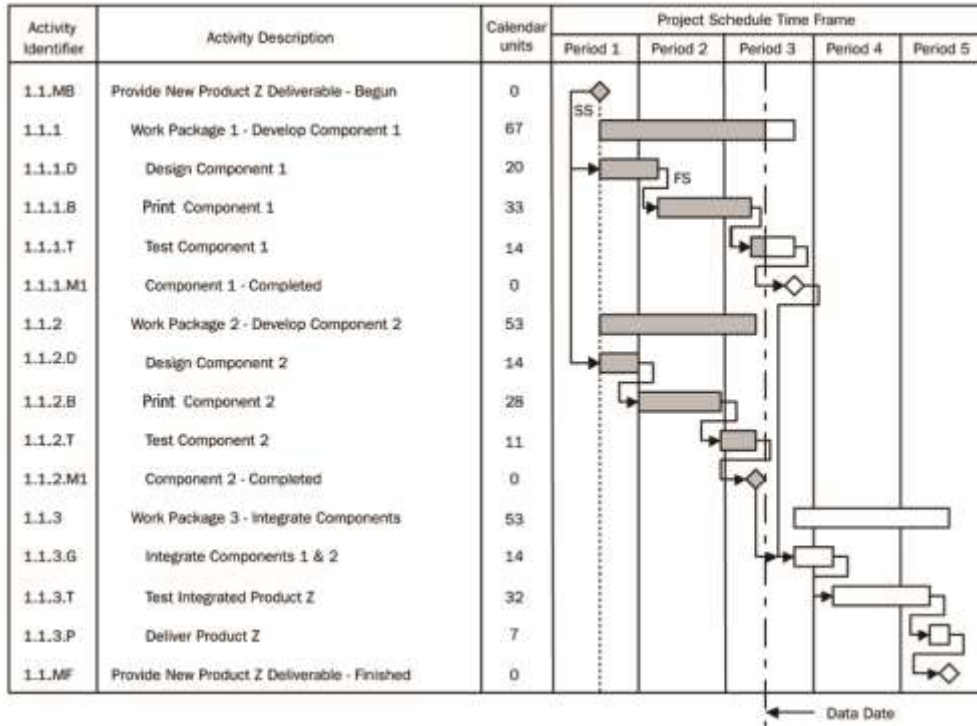 Activity Identifier
Activity Description
Calendar units
Project Schedule Time Frame
Period 1 Period 2 Period 3 Period 4 Period 5
1.1.MB Provide New Product Z Deliverable - Begun 0
SS
1.1.1 Work Package 1 - Develop Component 1 67
1.1.1.D Design Component 1 20
FS
1.1.1.B Print Component 1 33
1.1.1.T Test Component 1 14
1.1.1.M1 Component 1 - Completed 0
1.1.2 Work Package 2 - Develop Component 2 53
1.1.2.D Design Component 2 14
1.1.2.B Print Component 2 28
1.1.2.T Test Component 2 11
1.1.2.M1 Component 2 - Completed 0
1.1.3 Work Package 3 - Integrate Components 53
1.1.3.G Integrate Components 1 & 2 14
1.1.3.T Test Integrated Product Z 32
1.1.3.P Deliver Product Z 7
1.1.MF Provide New Product Z Deliverable - Finished 0
Data Date